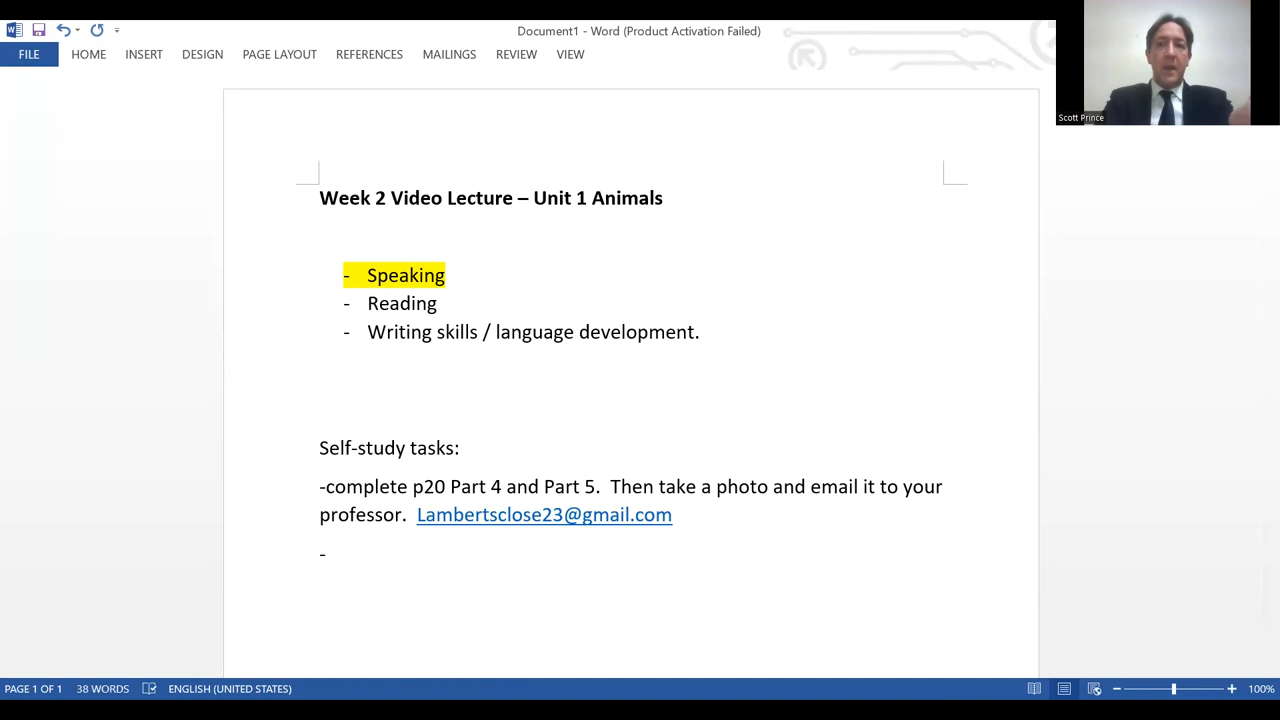 Document1 - Word (Product Activation Failed)
FILE HOME INSERT DESIGN PAGE LAYOUT REFERENCES MAILINGS REVIEW VIEW
Scott Prince
Week 2 Video Lecture – Unit 1 Animals
- Speaking
- Reading
- Writing skills / language development.
Self-study tasks:
-complete p20 Part 4 and Part 5. Then take a photo and email it to your
professor. Lambertsclose23@gmail.com
-
PAGE 1 OF 1 38 WORDS ENGLISH (UNITED STATES) 100%